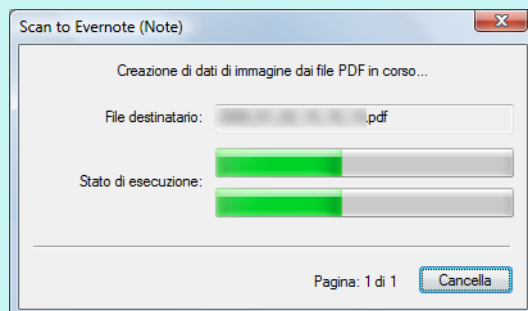 Scan to Evernote (Note)
Creazione di dati di immagine dai file PDF in corso...
File destinatario: .pdf
Stato di esecuzione:
Pagina: 1 di 1 Cancella